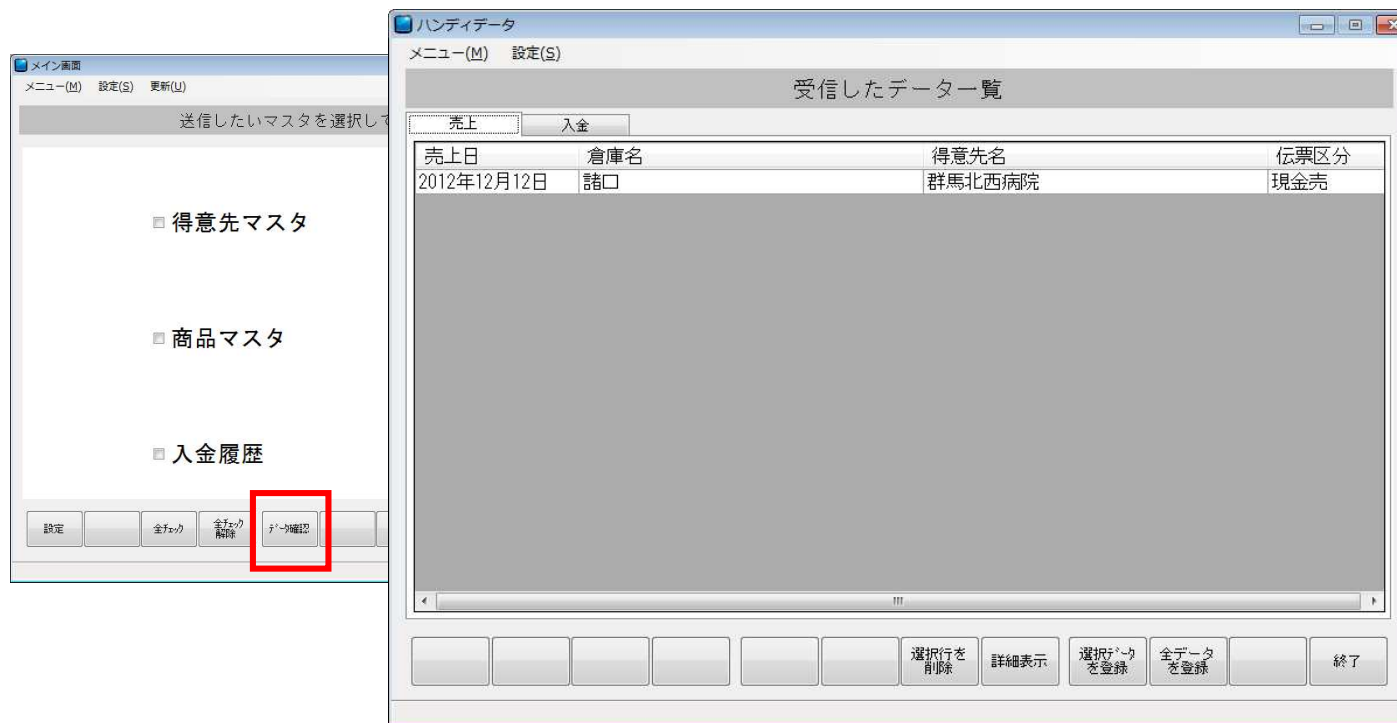 メイン画面
メニュー(M) 設定(S) 更新(U)
送信したいマスタを選択して
得意先マスタ
商品マスタ
入金履歴
設定
全ﾁｪｯｸ
全ﾁｪｯｸ
解除
ﾃﾞｰﾀ確認
ハンディデータ
メニュー(M) 設定(S)
受信したデータ一覧
売上 入金
売上日 倉庫名 得意先名 伝票区分
2012年12月12日 諸口 群馬北西病院 現金売
選択行を
削除
詳細表示
選択ﾃﾞｰﾀ
を登録
全データ
を登録
終了